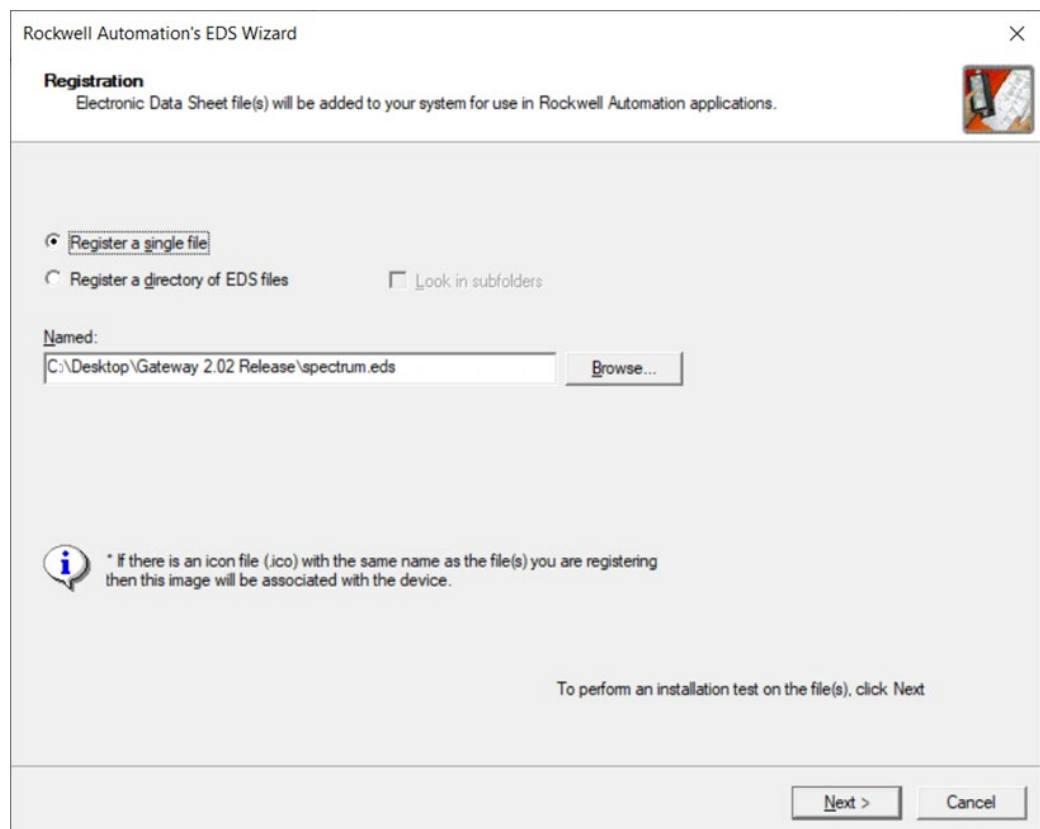 Rockwell Automation's EDS Wizard
Registration
Electronic Data Sheet file(s) will be added to your system for use in Rockwell Automation applications.
Register a single file
Register a directory of EDS files
Look in subfolders
Named:
C:\Desktop\Gateway 2.02 Release\spectrum.eds
Browse...
i
* If there is an icon file (.ico) with the same name as the file(s) you are registering
then this image will be associated with the device.
To perform an installation test on the file(s), click Next
Next >
Cancel